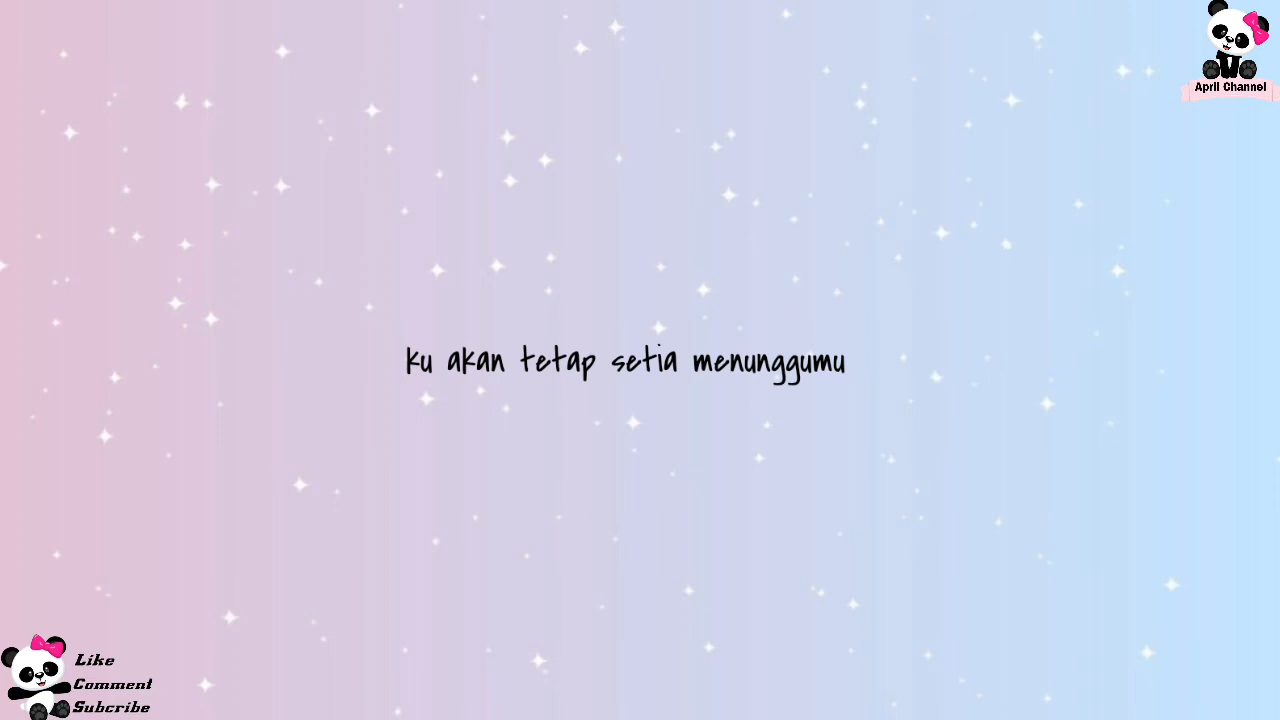 April Channel
ku akan tetap setia menunggumu
Like
Comment
Subcribe